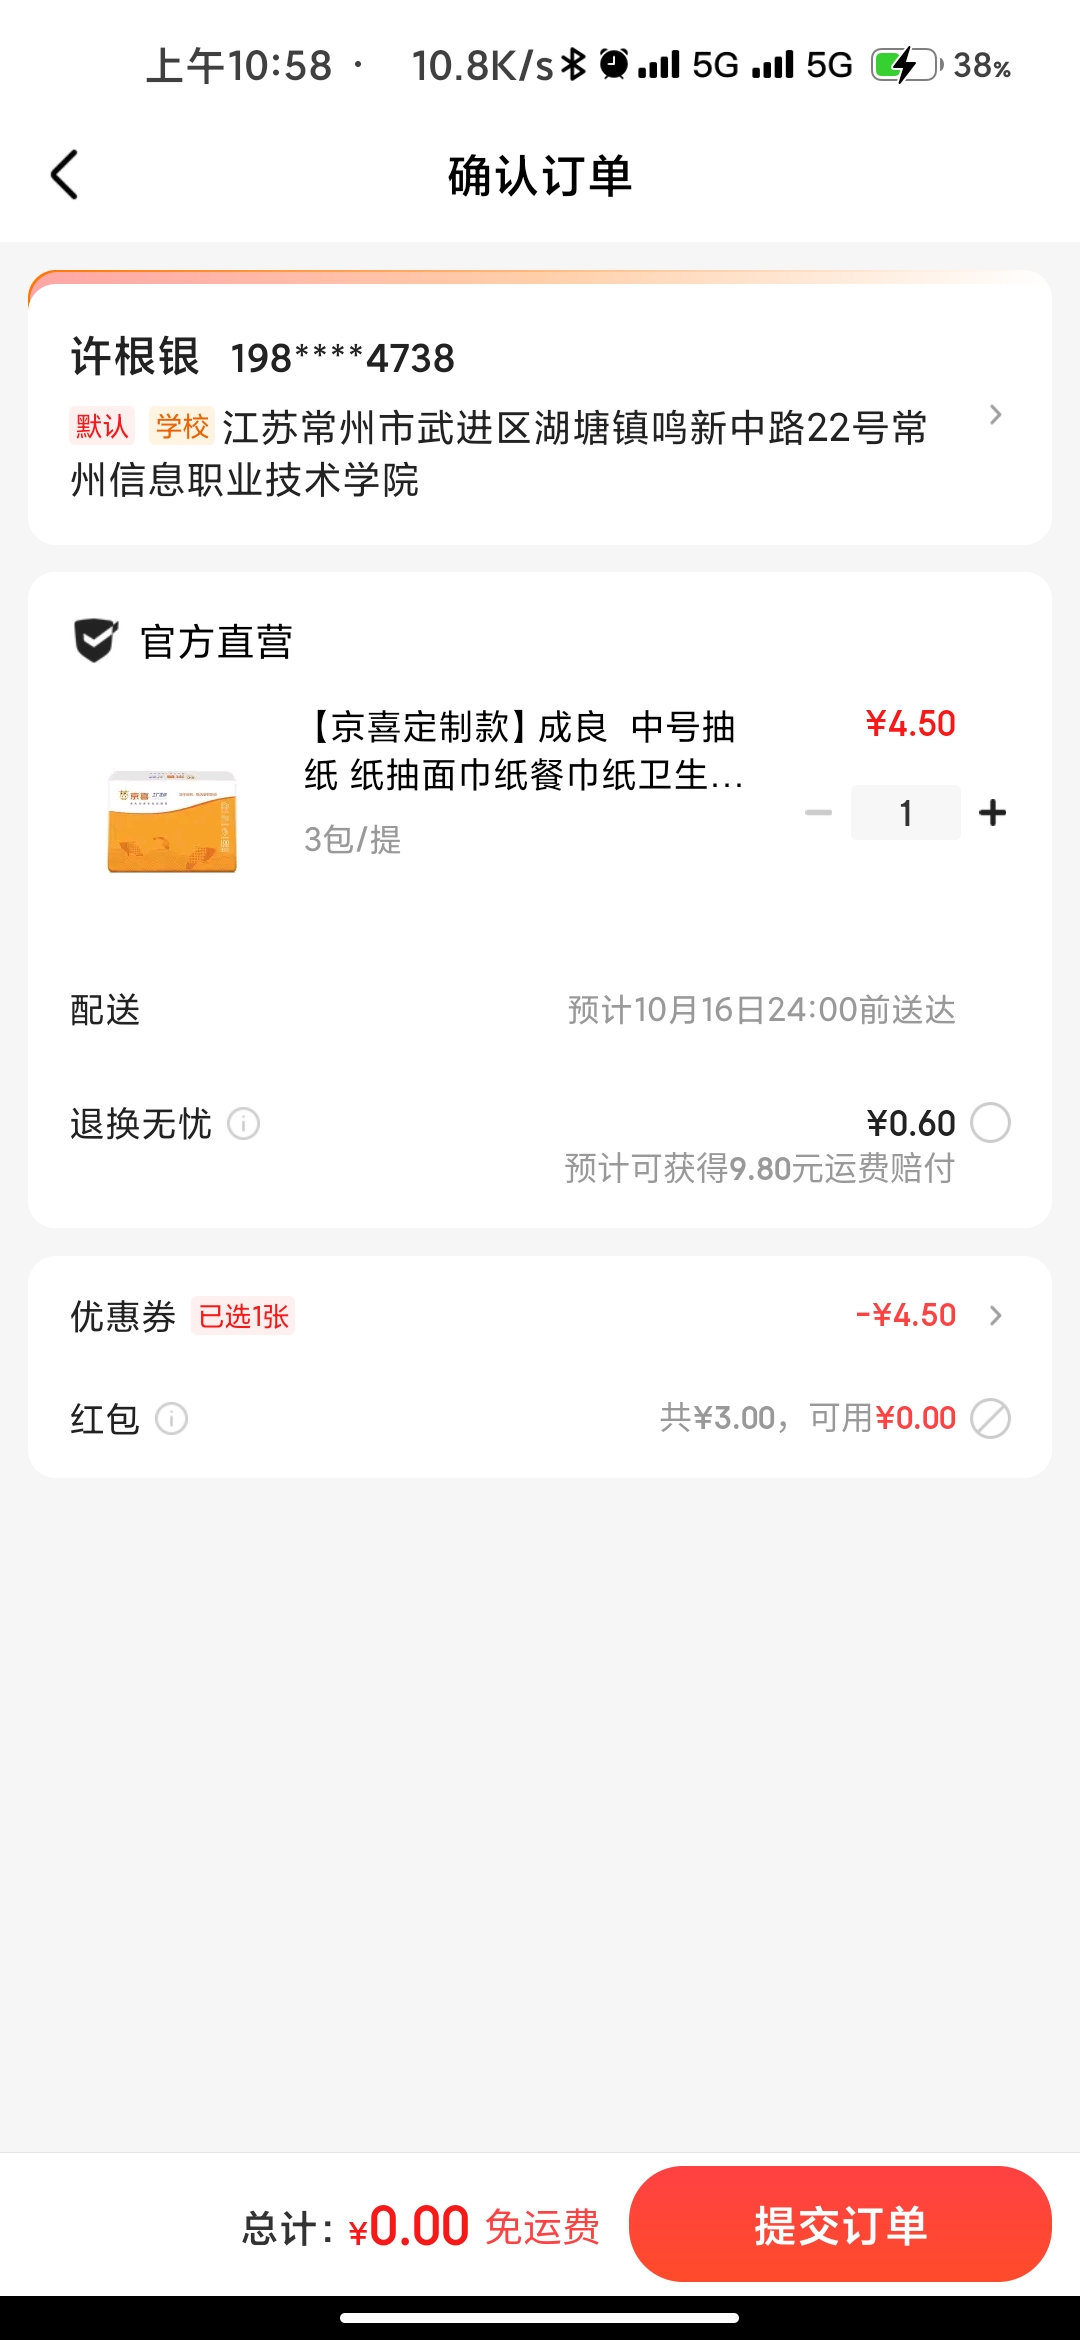 上午10:58 · 10.8K/s 5G 5G 38%
确认订单
许根银 198****4738
默认 学校 江苏常州市武进区湖塘镇鸣新中路22号常
州信息职业技术学院
官方直营
【京喜定制款】成良 中号抽 ¥4.50
纸 纸抽面巾纸餐巾纸卫生...
1
3包/提
京喜
配送 预计10月16日24:00前送达
退换无忧 ¥0.60
预计可获得9.80元运费赔付
优惠券 已选1张 -¥4.50
红包 共¥3.00，可用¥0.00
总计：¥0.00 免运费 提交订单